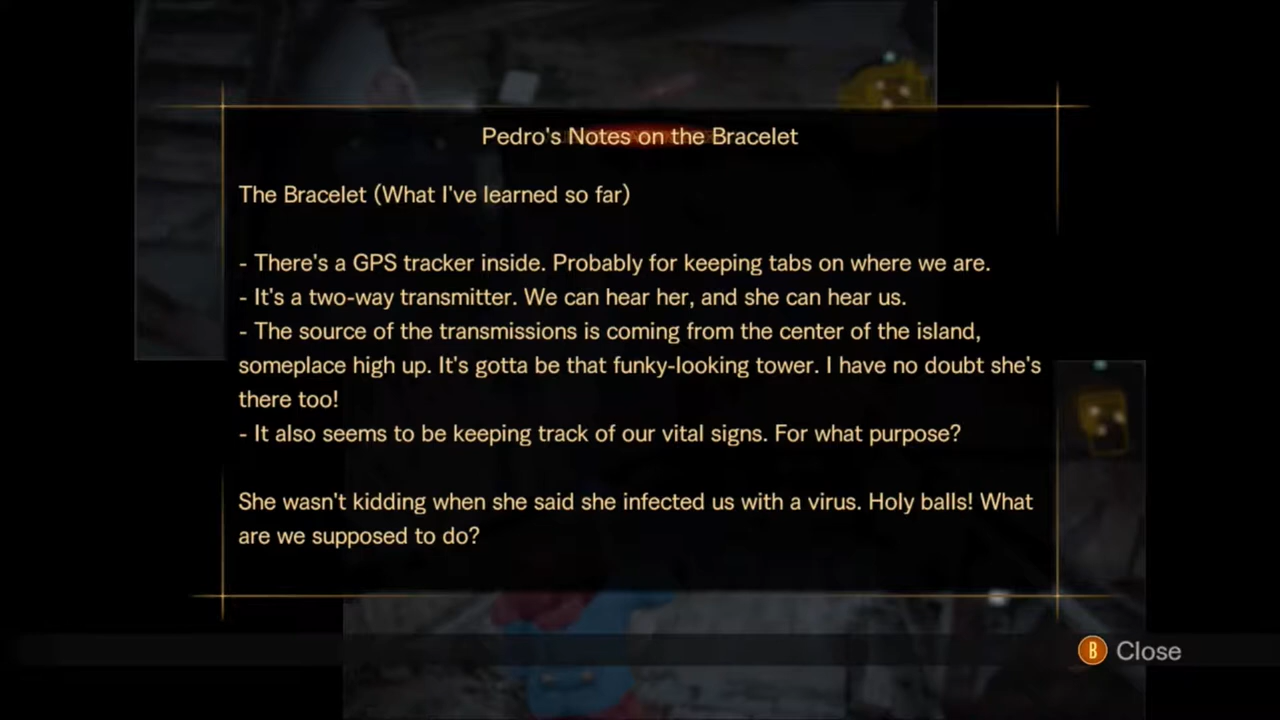 Pedro's Notes on the Bracelet
The Bracelet (What I've learned so far)
- There's a GPS tracker inside. Probably for keeping tabs on where we are.
- It's a two-way transmitter. We can hear her, and she can hear us.
- The source of the transmissions is coming from the center of the island,
someplace high up. It's gotta be that funky-looking tower. I have no doubt she's
there too!
- It also seems to be keeping track of our vital signs. For what purpose?
She wasn't kidding when she said she infected us with a virus. Holy balls! What
are we supposed to do?
B Close